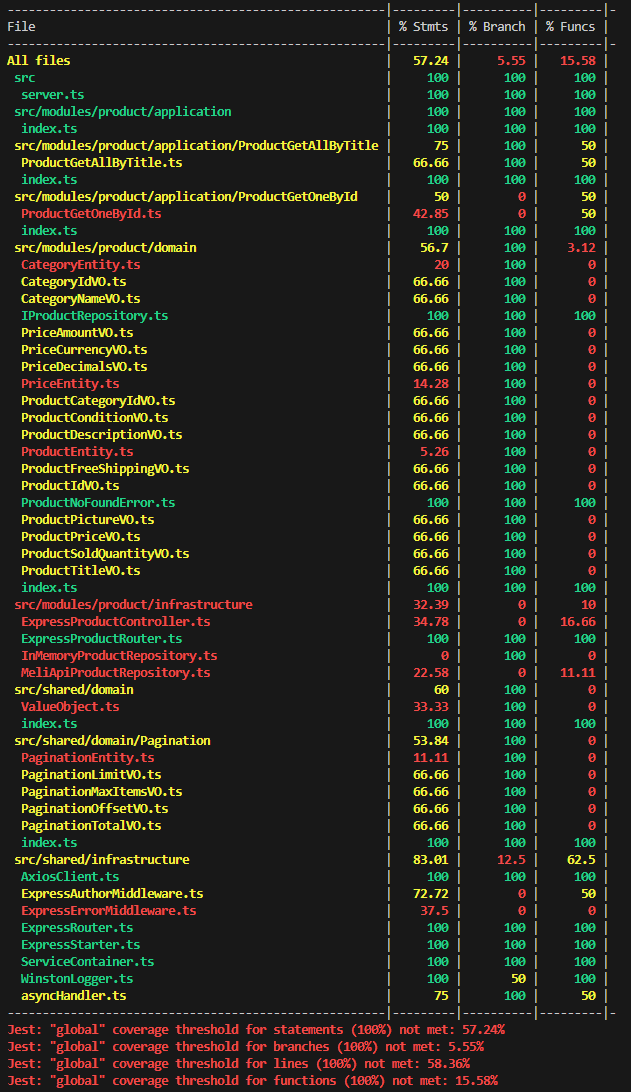 -------------------------------------------------|---------|----------|---------|-
File                                             | % Stmts | % Branch | % Funcs |
-------------------------------------------------|---------|----------|---------|-
All files                                        |   57.24 |     5.55 |   15.58 |
 src                                             |     100 |      100 |     100 |
  server.ts                                      |     100 |      100 |     100 |
 src/modules/product/application                 |     100 |      100 |     100 |
  index.ts                                       |     100 |      100 |     100 |
 src/modules/product/application/ProductGetAllByTitle |      75 |      100 |      50 |
  ProductGetAllByTitle.ts                        |   66.66 |      100 |      50 |
  index.ts                                       |     100 |      100 |     100 |
 src/modules/product/application/ProductGetOneById |      50 |        0 |      50 |
  ProductGetOneById.ts                           |   42.85 |        0 |      50 |
  index.ts                                       |     100 |      100 |     100 |
 src/modules/product/domain                      |    56.7 |      100 |    3.12 |
  CategoryEntity.ts                              |      20 |      100 |       0 |
  CategoryIdVO.ts                                |   66.66 |      100 |       0 |
  CategoryNameVO.ts                              |   66.66 |      100 |       0 |
  IProductRepository.ts                          |     100 |      100 |     100 |
  PriceAmountVO.ts                               |   66.66 |      100 |       0 |
  PriceCurrencyVO.ts                             |   66.66 |      100 |       0 |
  PriceDecimalsVO.ts                             |   66.66 |      100 |       0 |
  PriceEntity.ts                                 |   14.28 |      100 |       0 |
  ProductCategoryIdVO.ts                         |   66.66 |      100 |       0 |
  ProductConditionVO.ts                          |   66.66 |      100 |       0 |
  ProductDescriptionVO.ts                        |   66.66 |      100 |       0 |
  ProductEntity.ts                               |    5.26 |      100 |       0 |
  ProductFreeShippingVO.ts                       |   66.66 |      100 |       0 |
  ProductIdVO.ts                                 |   66.66 |      100 |       0 |
  ProductNoFoundError.ts                         |     100 |      100 |     100 |
  ProductPictureVO.ts                            |   66.66 |      100 |       0 |
  ProductPriceVO.ts                              |   66.66 |      100 |       0 |
  ProductSoldQuantityVO.ts                       |   66.66 |      100 |       0 |
  ProductTitleVO.ts                              |   66.66 |      100 |       0 |
  index.ts                                       |     100 |      100 |     100 |
 src/modules/product/infrastructure              |   32.39 |        0 |      10 |
  ExpressProductController.ts                    |   34.78 |        0 |   16.66 |
  ExpressProductRouter.ts                        |     100 |      100 |     100 |
  InMemoryProductRepository.ts                   |       0 |      100 |       0 |
  MeliApiProductRepository.ts                    |   22.58 |        0 |   11.11 |
 src/shared/domain                               |      60 |      100 |       0 |
  ValueObject.ts                                 |   33.33 |      100 |       0 |
  index.ts                                       |     100 |      100 |     100 |
 src/shared/domain/Pagination                    |   53.84 |      100 |       0 |
  PaginationEntity.ts                            |   11.11 |      100 |       0 |
  PaginationLimitVO.ts                           |   66.66 |      100 |       0 |
  PaginationMaxItemsVO.ts                        |   66.66 |      100 |       0 |
  PaginationOffsetVO.ts                          |   66.66 |      100 |       0 |
  PaginationTotalVO.ts                           |   66.66 |      100 |       0 |
  index.ts                                       |     100 |      100 |     100 |
 src/shared/infrastructure                       |   83.01 |     12.5 |    62.5 |
  AxiosClient.ts                                 |     100 |      100 |     100 |
  ExpressAuthorMiddleware.ts                     |   72.72 |        0 |      50 |
  ExpressErrorMiddleware.ts                      |    37.5 |        0 |       0 |
  ExpressRouter.ts                               |     100 |      100 |     100 |
  ExpressStarter.ts                              |     100 |      100 |     100 |
  ServiceContainer.ts                            |     100 |      100 |     100 |
  WinstonLogger.ts                               |     100 |       50 |     100 |
  asyncHandler.ts                                |      75 |      100 |      50 |
-------------------------------------------------|---------|----------|---------|-
Jest: "global" coverage threshold for statements (100%) not met: 57.24%
Jest: "global" coverage threshold for branches (100%) not met: 5.55%
Jest: "global" coverage threshold for lines (100%) not met: 58.36%
Jest: "global" coverage threshold for functions (100%) not met: 15.58%